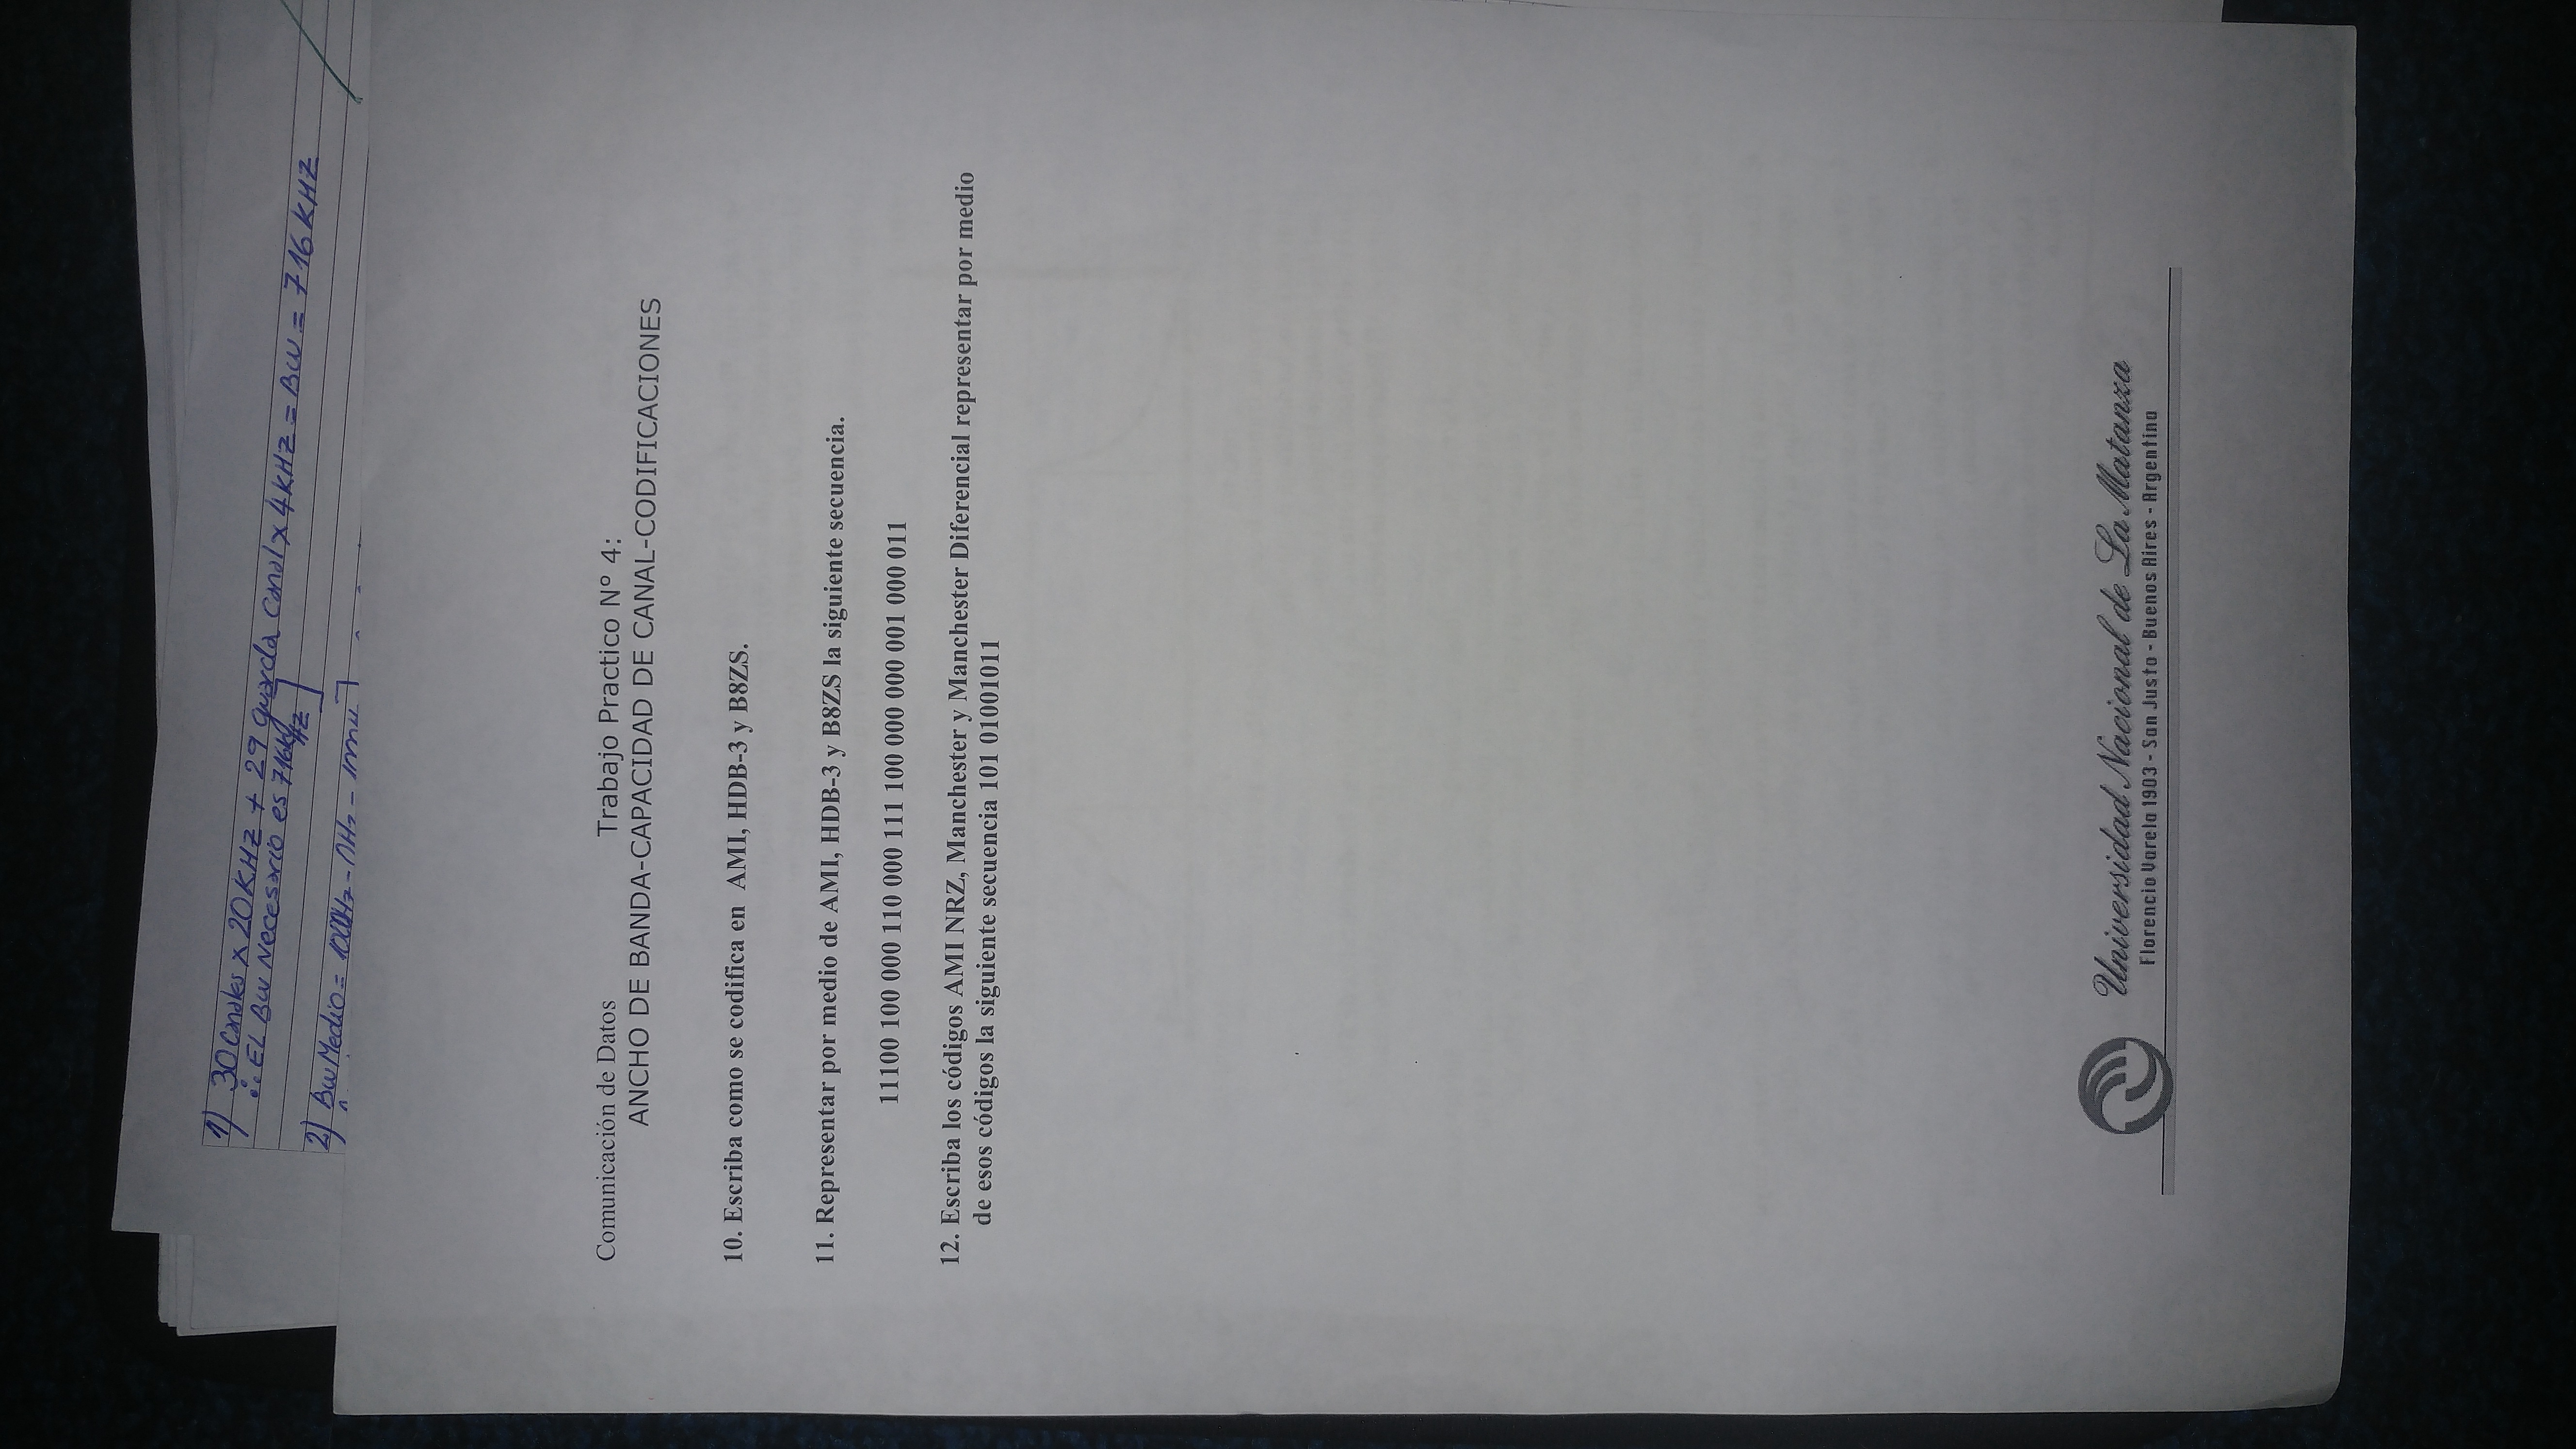 1) 30 Canales x 20 KHZ + 29 guarda Canal x 4 KHZ = BW = 716 KHZ
∴ EL BW Necesario es 716 KHZ
2) BW Medio = 1000Hz -
Comunicación de Datos Trabajo Practico Nº 4:
ANCHO DE BANDA-CAPACIDAD DE CANAL-CODIFICACIONES
10. Escriba como se codifica en AMI, HDB-3 y B8ZS.
11. Representar por medio de AMI, HDB-3 y B8ZS la siguiente secuencia.
11100 100 000 110 000 111 100 000 000 001 000 011
12. Escriba los códigos AMI NRZ, Manchester y Manchester Diferencial representar por medio
de esos códigos la siguiente secuencia 101 01001011
Universidad Nacional de La Matanza
Florencio Varela 1903 - San Justo - Buenos Aires - Argentina